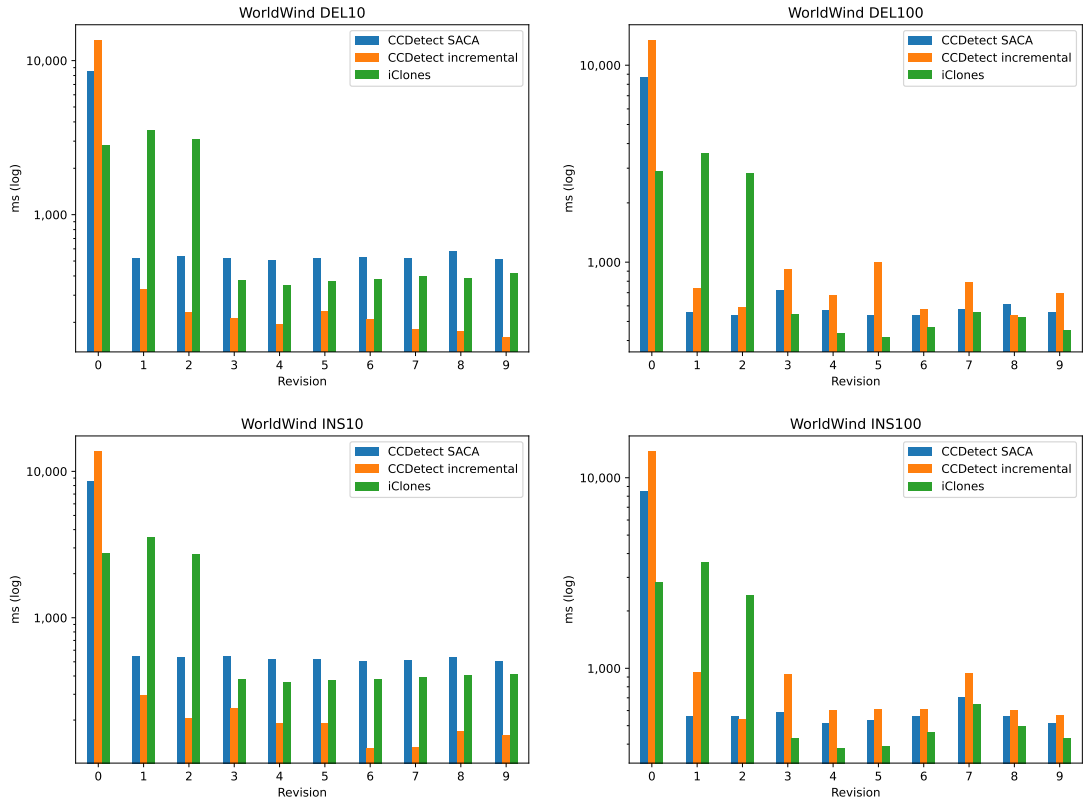 WorldWind DEL10
CCDetect SACA
CCDetect incremental
iClones
10,000
1,000
ms (log)
0 1 2 3 4 5 6 7 8 9
Revision
WorldWind DEL100
CCDetect SACA
CCDetect incremental
iClones
10,000
1,000
ms (log)
0 1 2 3 4 5 6 7 8 9
Revision
WorldWind INS10
CCDetect SACA
CCDetect incremental
iClones
10,000
1,000
ms (log)
0 1 2 3 4 5 6 7 8 9
Revision
WorldWind INS100
CCDetect SACA
CCDetect incremental
iClones
10,000
1,000
ms (log)
0 1 2 3 4 5 6 7 8 9
Revision